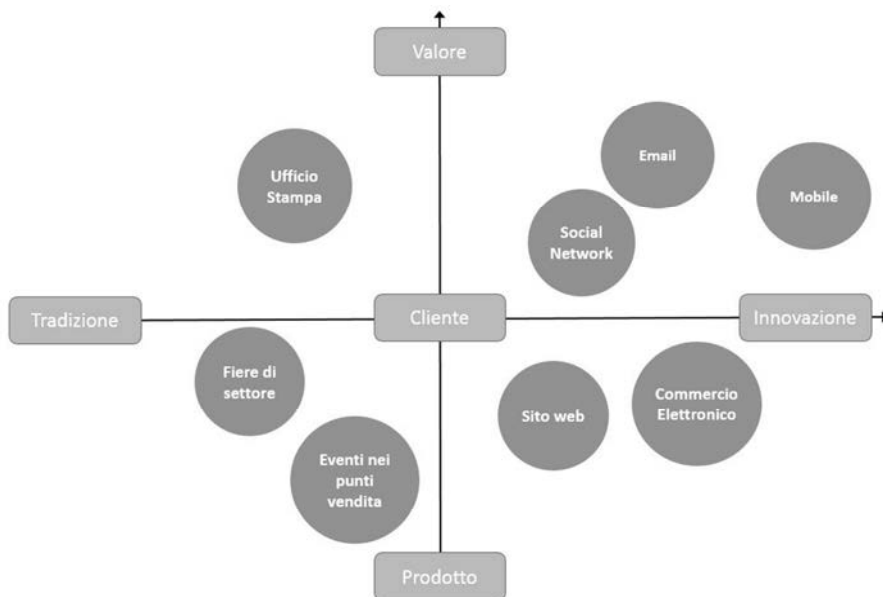 Valore
Email
Ufficio
Stampa
Mobile
Social
Network
Tradizione
Cliente
Innovazione
Fiere di
settore
Commercio
Elettronico
Sito web
Eventi nei
punti
vendita
Prodotto